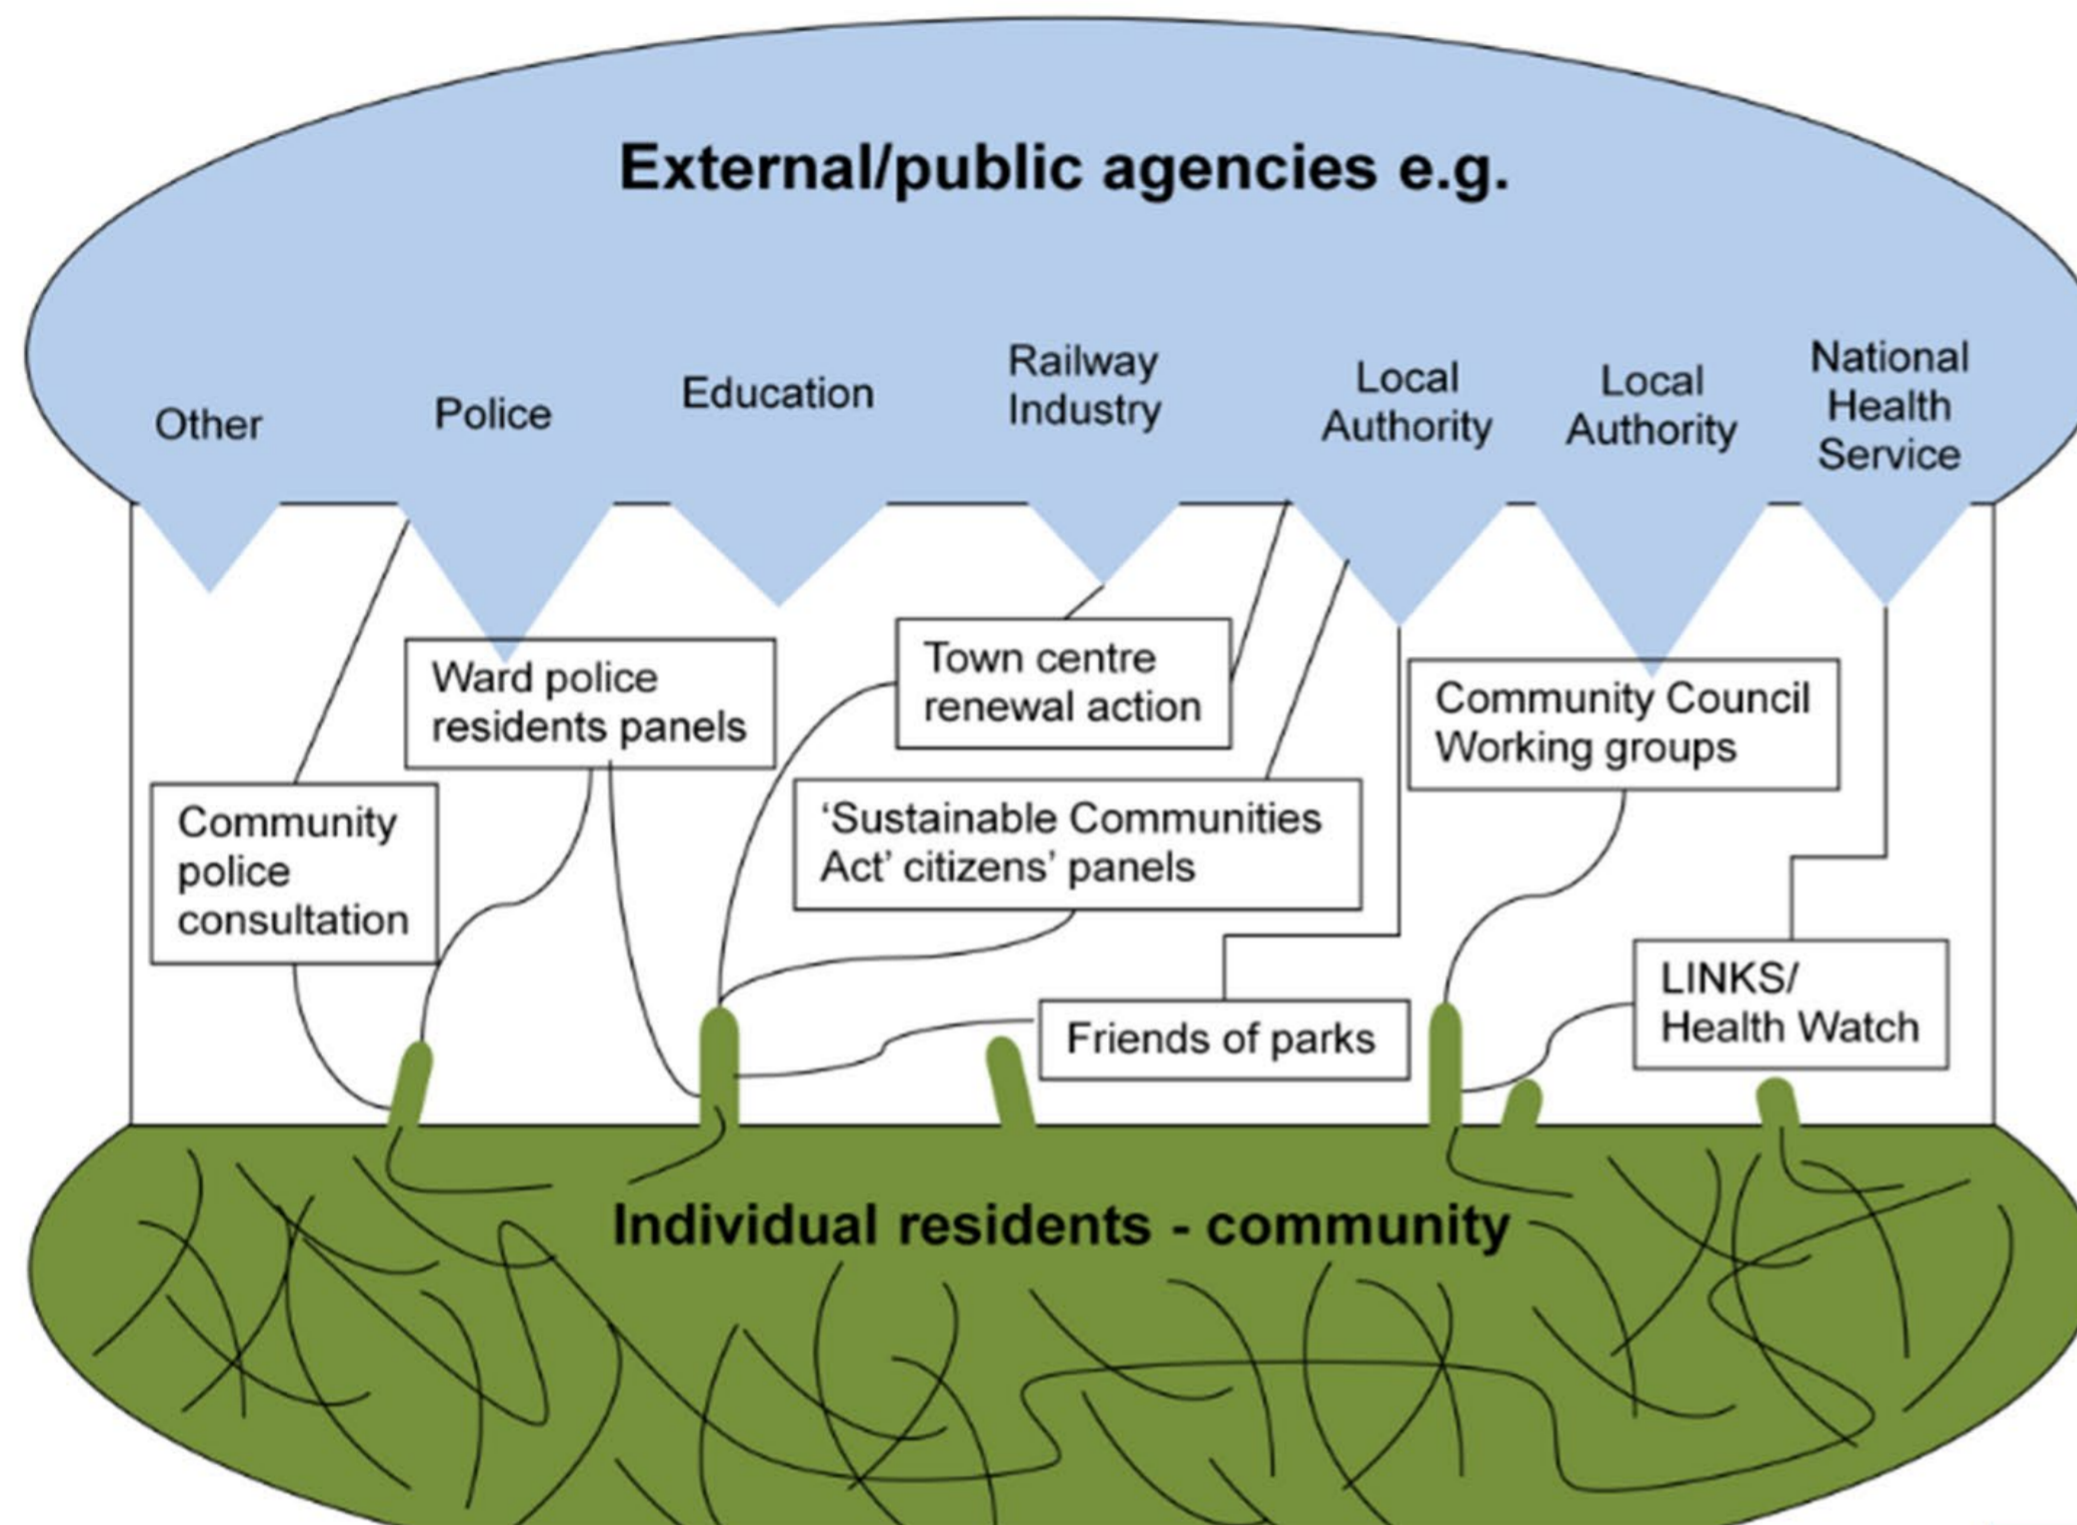 External/public agencies e.g.
Other
Police
Education
Railway
Industry
Local
Authority
Local
Authority
National
Health
Service
Ward police
residents panels
Town centre
renewal action
Community Council
Working groups
Community
police
consultation
‘Sustainable Communities
Act’ citizens’ panels
LINKS/
Health Watch
Friends of parks
Individual residents - community